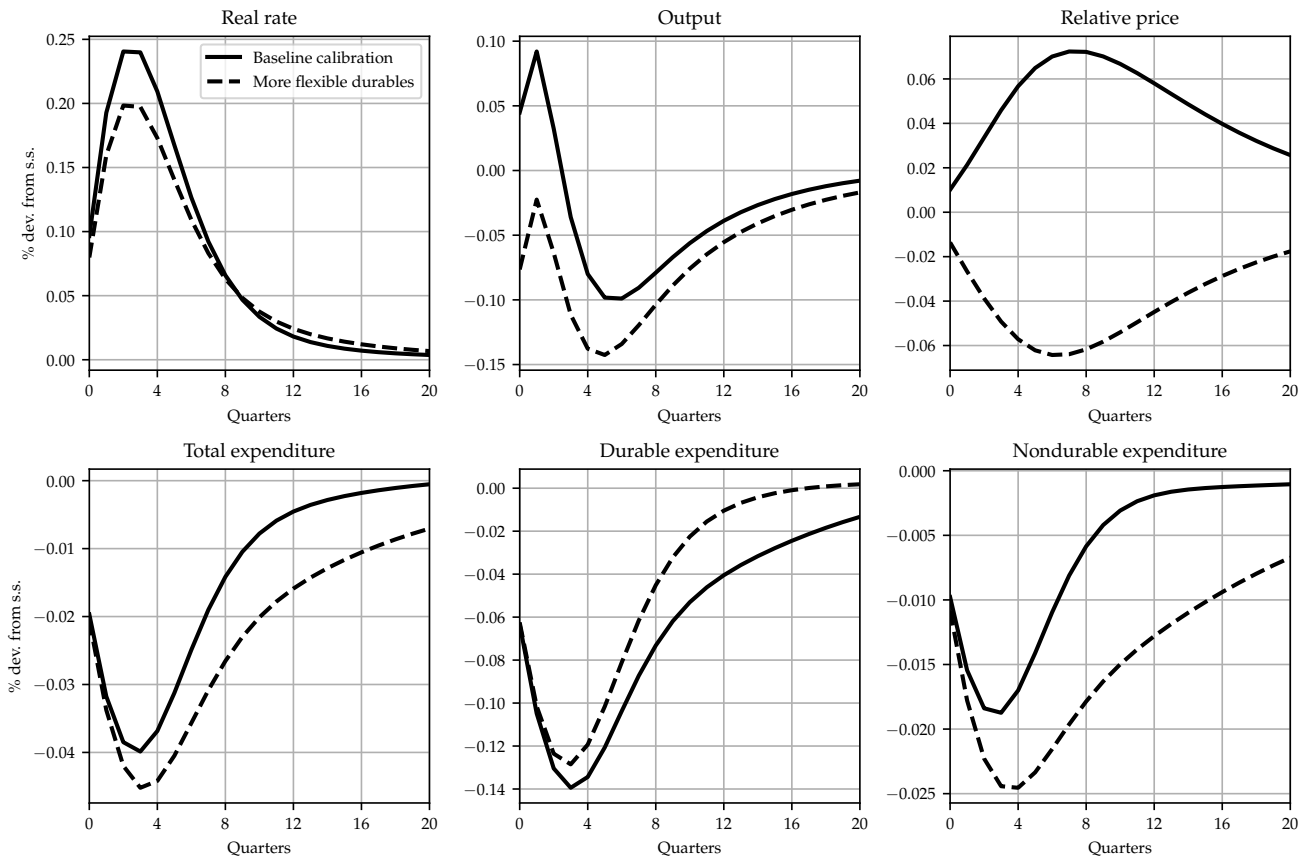 Real rate
Output
Relative price
% dev. from s.s.
0.25
0.20
0.15
0.10
0.05
0.00
Baseline calibration
More flexible durables
0 4 8 12 16 20
Quarters
0.10
0.05
0.00
−0.05
−0.10
−0.15
0 4 8 12 16 20
Quarters
0.06
0.04
0.02
0.00
−0.02
−0.04
−0.06
0 4 8 12 16 20
Quarters
Total expenditure
Durable expenditure
Nondurable expenditure
% dev. from s.s.
0.00
−0.01
−0.02
−0.03
−0.04
0 4 8 12 16 20
Quarters
0.00
−0.02
−0.04
−0.06
−0.08
−0.10
−0.12
−0.14
0 4 8 12 16 20
Quarters
0.000
−0.005
−0.010
−0.015
−0.020
−0.025
0 4 8 12 16 20
Quarters